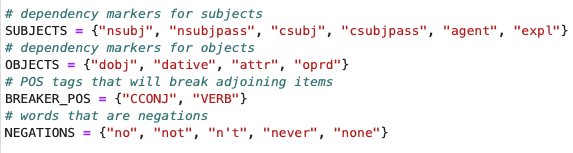 # dependency markers for subjects
SUBJECTS = {"nsubj", "nsubjpass", "csubj", "csubjpass", "agent", "expl"}
# dependency markers for objects
OBJECTS = {"dobj", "dative", "attr", "oprd"}
# POS tags that will break adjoining items
BREAKER_POS = {"CCONJ", "VERB"}
# words that are negations
NEGATIONS = {"no", "not", "n't", "never", "none"}